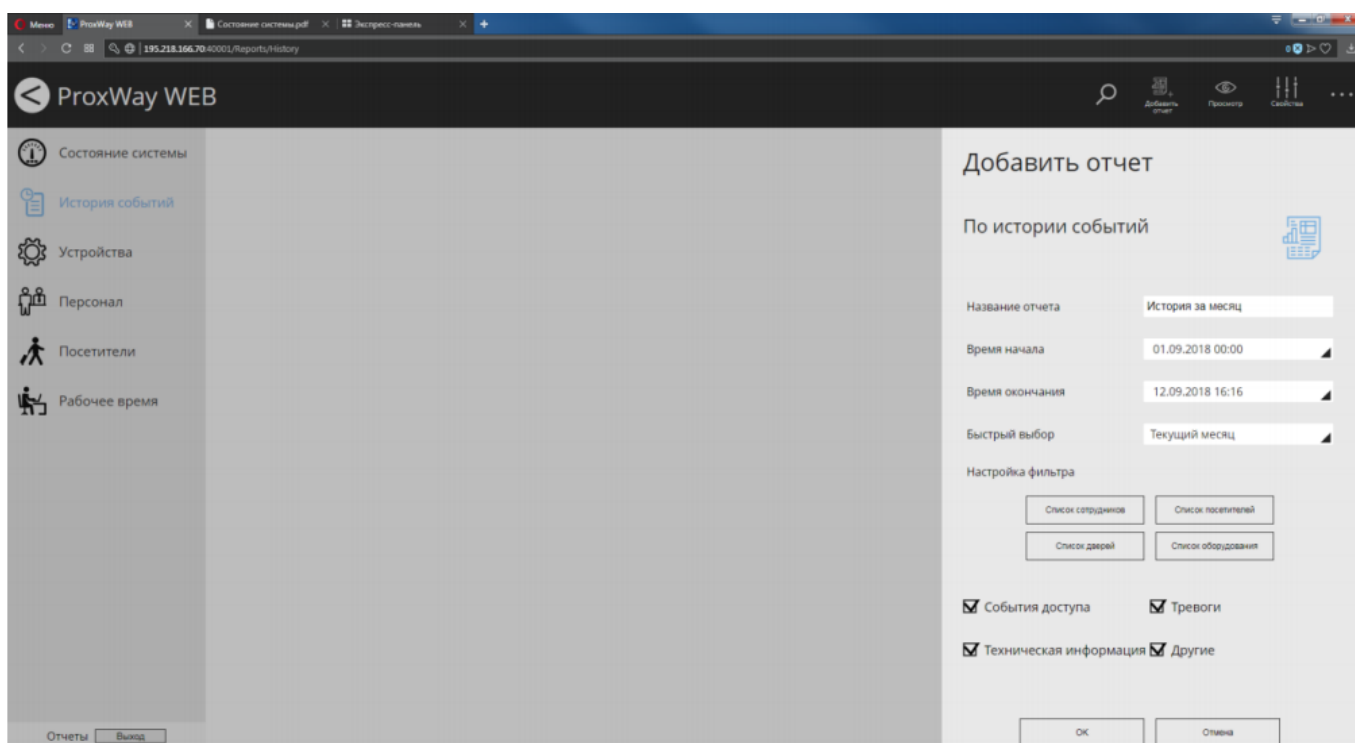 Меню ProxWay WEB Состояние системы.pdf Экспресс-панель
195.218.166.70:40001/Reports/History 0
ProxWay WEB
Добавить отчет
Просмотр
Свойства
Состояние системы
История событий
Устройства
Персонал
Посетители
Рабочее время
Отчеты Выход
Добавить отчет
По истории событий
Название отчета История за месяц
Время начала 01.09.2018 00:00
Время окончания 12.09.2018 16:16
Быстрый выбор Текущий месяц
Настройка фильтра
Список сотрудников Список посетителей
Список дверей Список оборудования
События доступа Тревоги
Техническая информация Другие
ОК Отмена